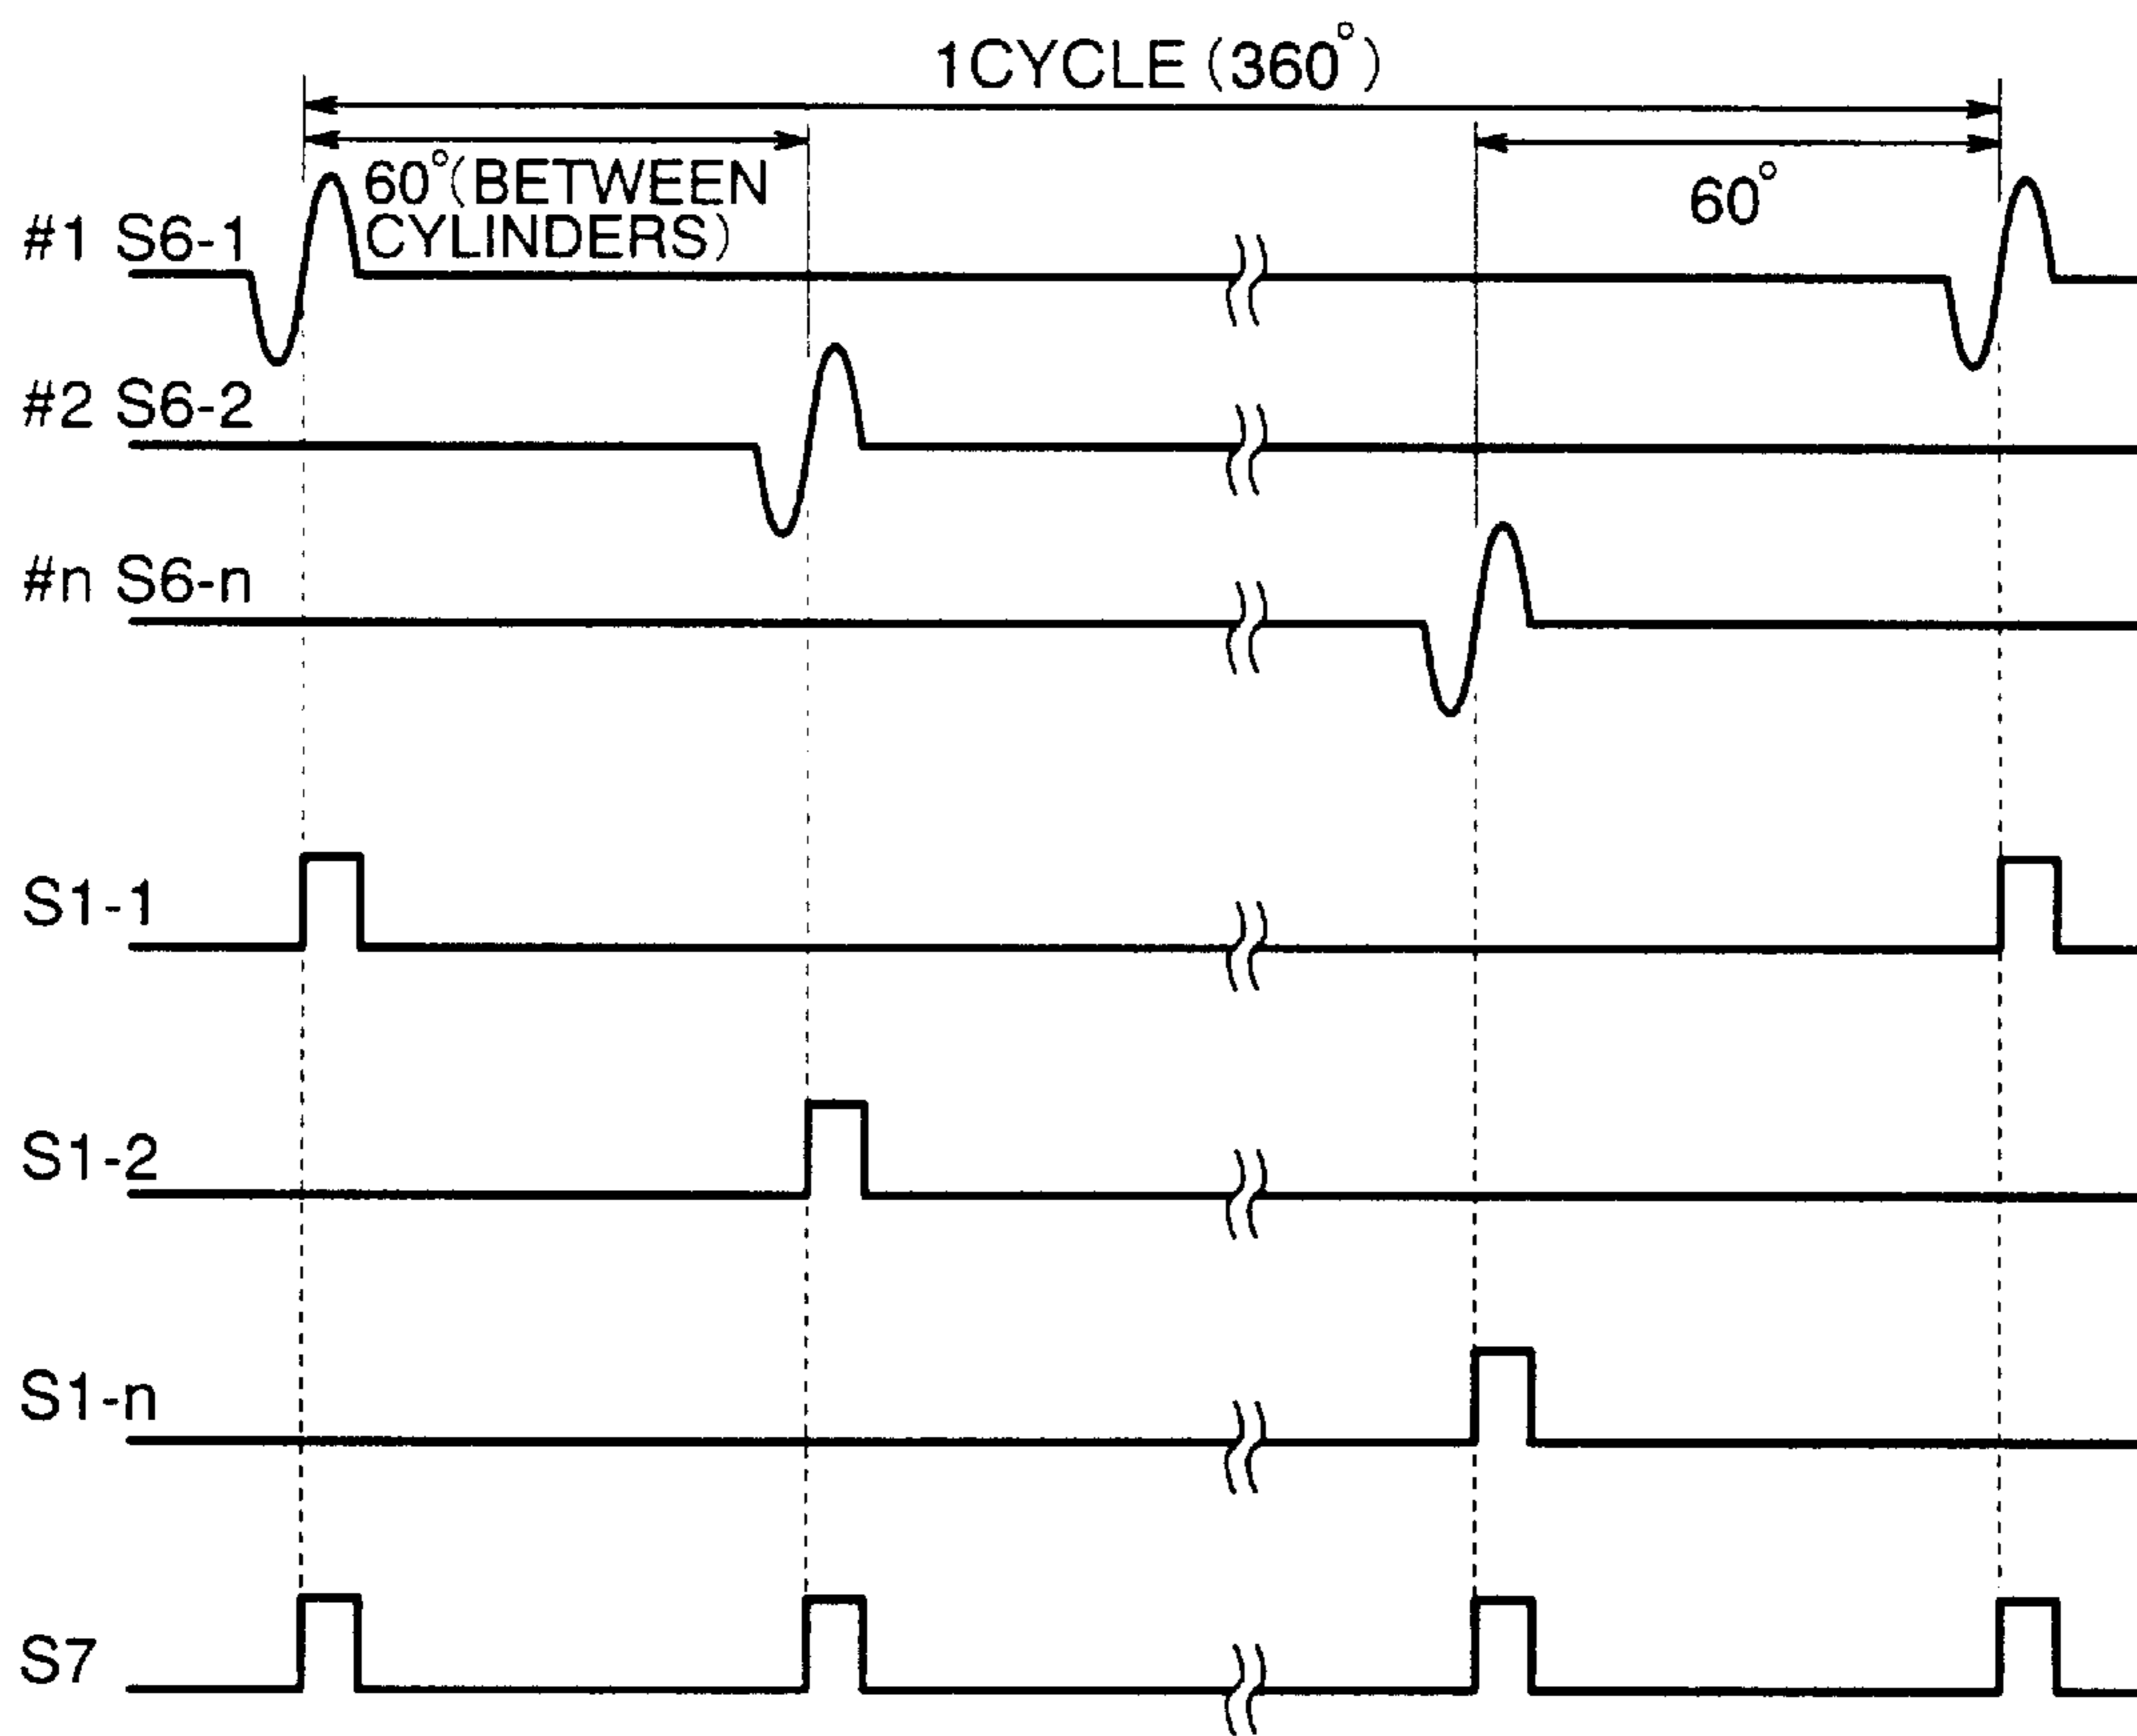 1CYCLE (360°)
60°(BETWEEN
CYLINDERS)
60°
#1 S6-1
#2 S6-2
#n S6-n
S1-1
S1-2
S1-n
S7